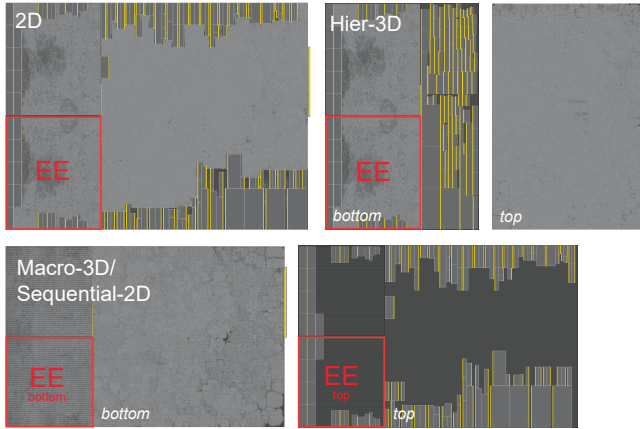 2D
EE
Hier-3D
EE
bottom
top
Macro-3D/
Sequential-2D
EE
bottom
bottom
EE
top
top